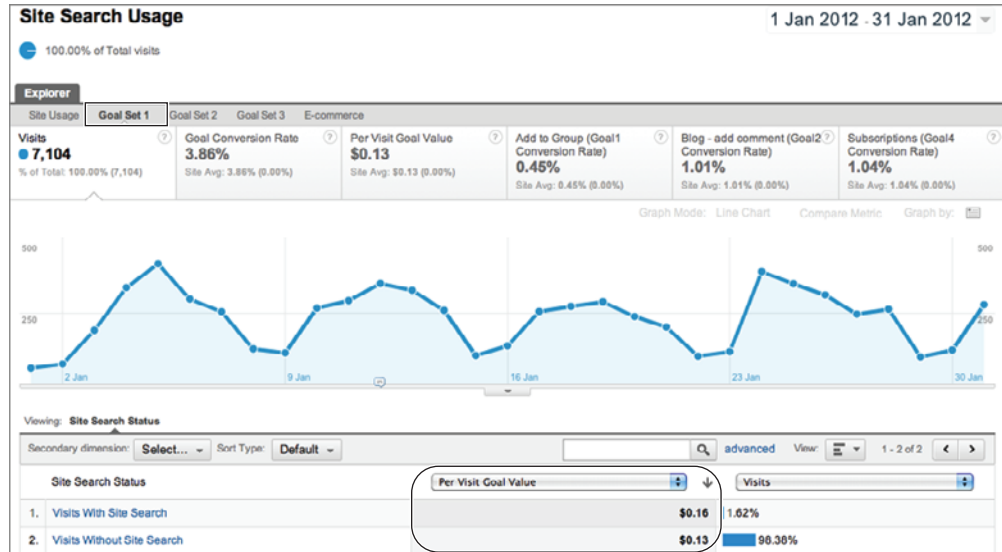 Site Search Usage
1 Jan 2012 - 31 Jan 2012
100.00% of Total visits
Explorer
Site Usage Goal Set 1 Goal Set 2 Goal Set 3 E-commerce
Visits ? Goal Conversion Rate ? Per Visit Goal Value ? Add to Group (Goal1 ? Blog - add comment (Goal2 ? Subscriptions (Goal4 ?
Conversion Rate) Conversion Rate) Conversion Rate)
7,104 3.86% $0.13 0.45% 1.01% 1.04%
% of Total: 100.00% (7,104) Site Avg: 3.86% (0.00%) Site Avg: $0.13 (0.00%) Site Avg: 0.45% (0.00%) Site Avg: 1.01% (0.00%) Site Avg: 1.04% (0.00%)
Graph Mode: Line Chart Compare Metric Graph by:
500 500
250 250
2 Jan 9 Jan 16 Jan 23 Jan 30 Jan
Viewing: Site Search Status
Secondary dimension: Select... Sort Type: Default advanced View: 1 - 2 of 2
Site Search Status Per Visit Goal Value Visits
1. Visits With Site Search $0.16 1.62%
2. Visits Without Site Search $0.13 98.38%